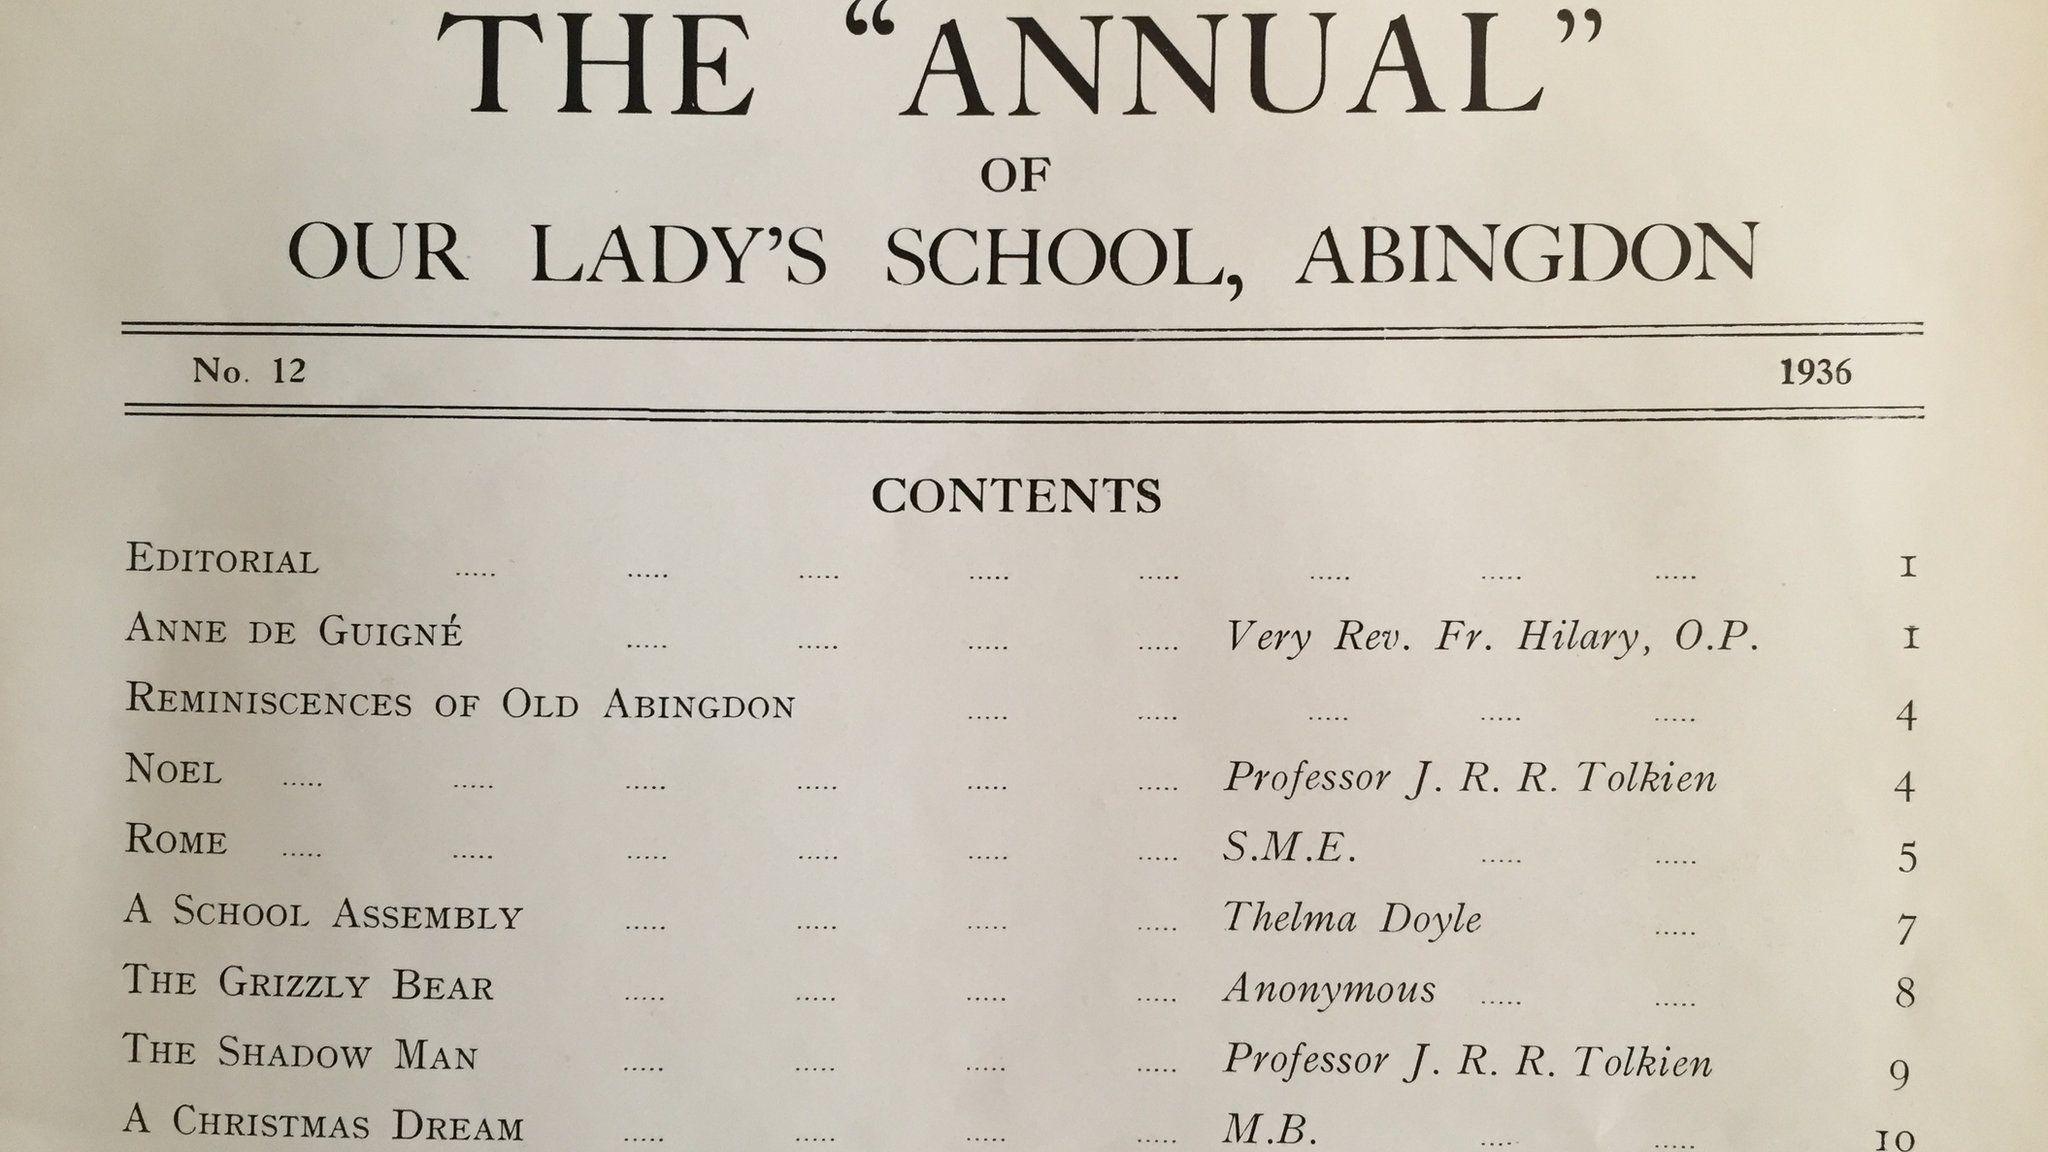 THE “ANNUAL”
OF
OUR LADY’S SCHOOL, ABINGDON
No. 12 1936
CONTENTS
EDITORIAL ..... ..... ..... ..... ..... ..... ..... ..... 1
ANNE DE GUIGNÉ ..... ..... ..... ..... Very Rev. Fr. Hilary, O.P. 1
REMINISCENCES OF OLD ABINGDON ..... ..... ..... ..... ..... 4
NOEL ..... ..... ..... ..... ..... ..... Professor J. R. R. Tolkien 4
ROME ..... ..... ..... ..... ..... ..... S.M.E. ..... ..... 5
A SCHOOL ASSEMBLY ..... ..... ..... ..... Thelma Doyle ..... 7
THE GRIZZLY BEAR ..... ..... ..... ..... Anonymous ..... ..... 8
THE SHADOW MAN ..... ..... ..... ..... Professor J. R. R. Tolkien 9
A CHRISTMAS DREAM ..... ..... ..... ..... M.B. ..... ..... 10